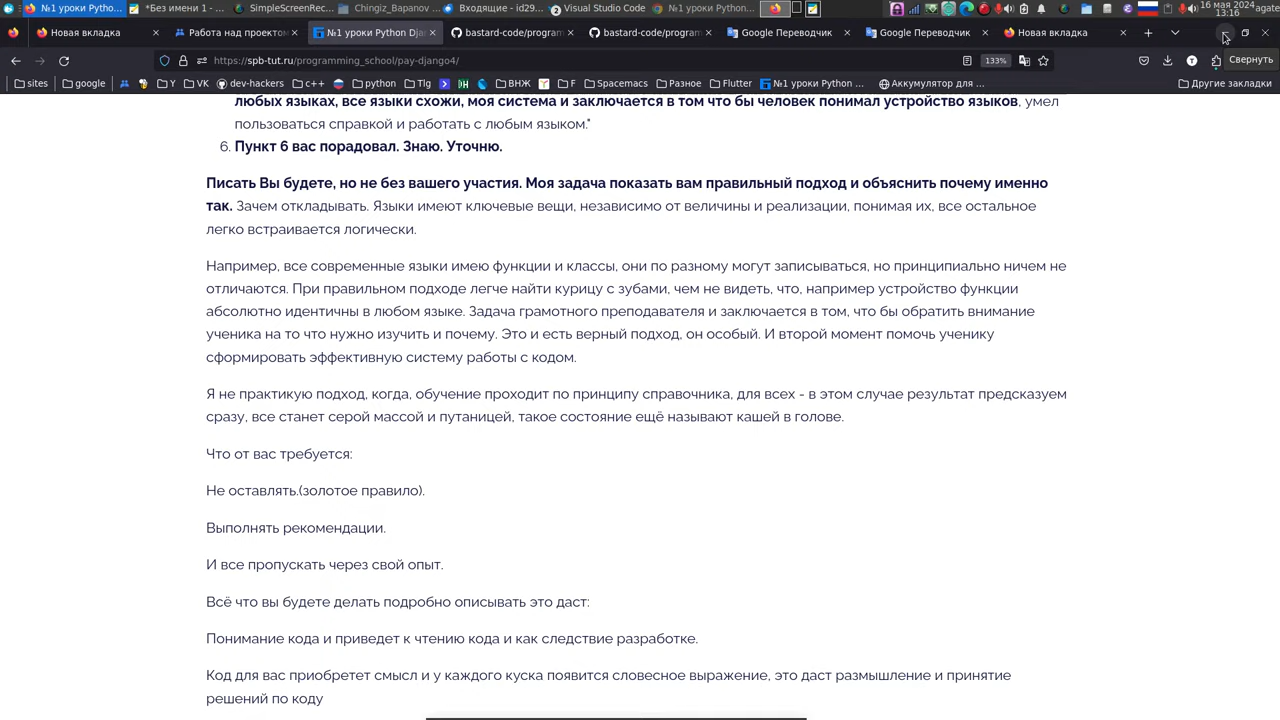 №1 уроки Pytho...
*Без имени 1 -
SimpleScreenRec...
Chingiz_Bapanov
Входящие - id29...
2 Visual Studio Code
№1 уроки Python...
16 мая 2024
13:16
agate
Новая вкладка
Работа над проектом
№1 уроки Python Dja
bastard-code/program
bastard-code/program
Google Переводчик
Google Переводчик
Новая вкладка
https://spb-tut.ru/programming_school/pay-django4/
133%
Свернуть
sites
google
Y
VK
dev-hackers
c++
python
Tlg
ВНЖ
F
Spacemacs
Разное
Flutter
№1 уроки Python Dj...
Аккумулятор для ...
Другие закладки
любых языках, все языки схожи, моя система и заключается в том что бы человек понимал устройство языков, умел
пользоваться справкой и работать с любым языком."
6. Пункт 6 вас порадовал. Знаю. Уточню.
Писать Вы будете, но не без вашего участия. Моя задача показать вам правильный подход и объяснить почему именно
так. Зачем откладывать. Языки имеют ключевые вещи, независимо от величины и реализации, понимая их, все остальное
легко встраивается логически.
Например, все современные языки имею функции и классы, они по разному могут записываться, но принципиально ничем не
отличаются. При правильном подходе легче найти курицу с зубами, чем не видеть, что, например устройство функции
абсолютно идентичны в любом языке. Задача грамотного преподавателя и заключается в том, что бы обратить внимание
ученика на то что нужно изучить и почему. Это и есть верный подход, он особый. И второй момент помочь ученику
сформировать эффективную систему работы с кодом.
Я не практикую подход, когда, обучение проходит по принципу справочника, для всех - в этом случае результат предсказуем
сразу, все станет серой массой и путаницей, такое состояние ещё называют кашей в голове.
Что от вас требуется:
Не оставлять.(золотое правило).
Выполнять рекомендации.
И все пропускать через свой опыт.
Всё что вы будете делать подробно описывать это даст:
Понимание кода и приведет к чтению кода и как следствие разработке.
Код для вас приобретет смысл и у каждого куска появится словесное выражение, это даст размышление и принятие
решений по коду